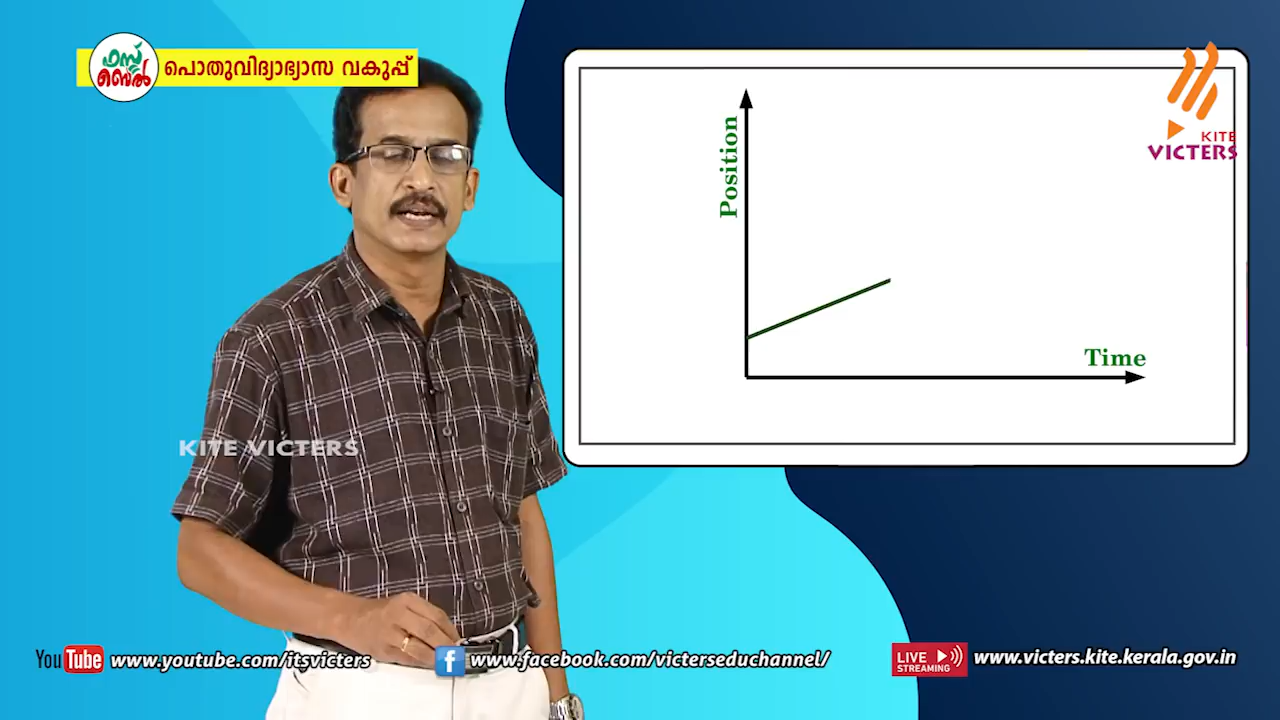 ഫസ്റ്റ്
ബെൽ
പൊതുവിദ്യാഭ്യാസ വകുപ്പ്
Position
Time
KITE
VICTERS
KITE VICTERS
YouTube www.youtube.com/itsvicters
f www.facebook.com/victerseduchannel/
LIVE
STREAMING
www.victers.kite.kerala.gov.in